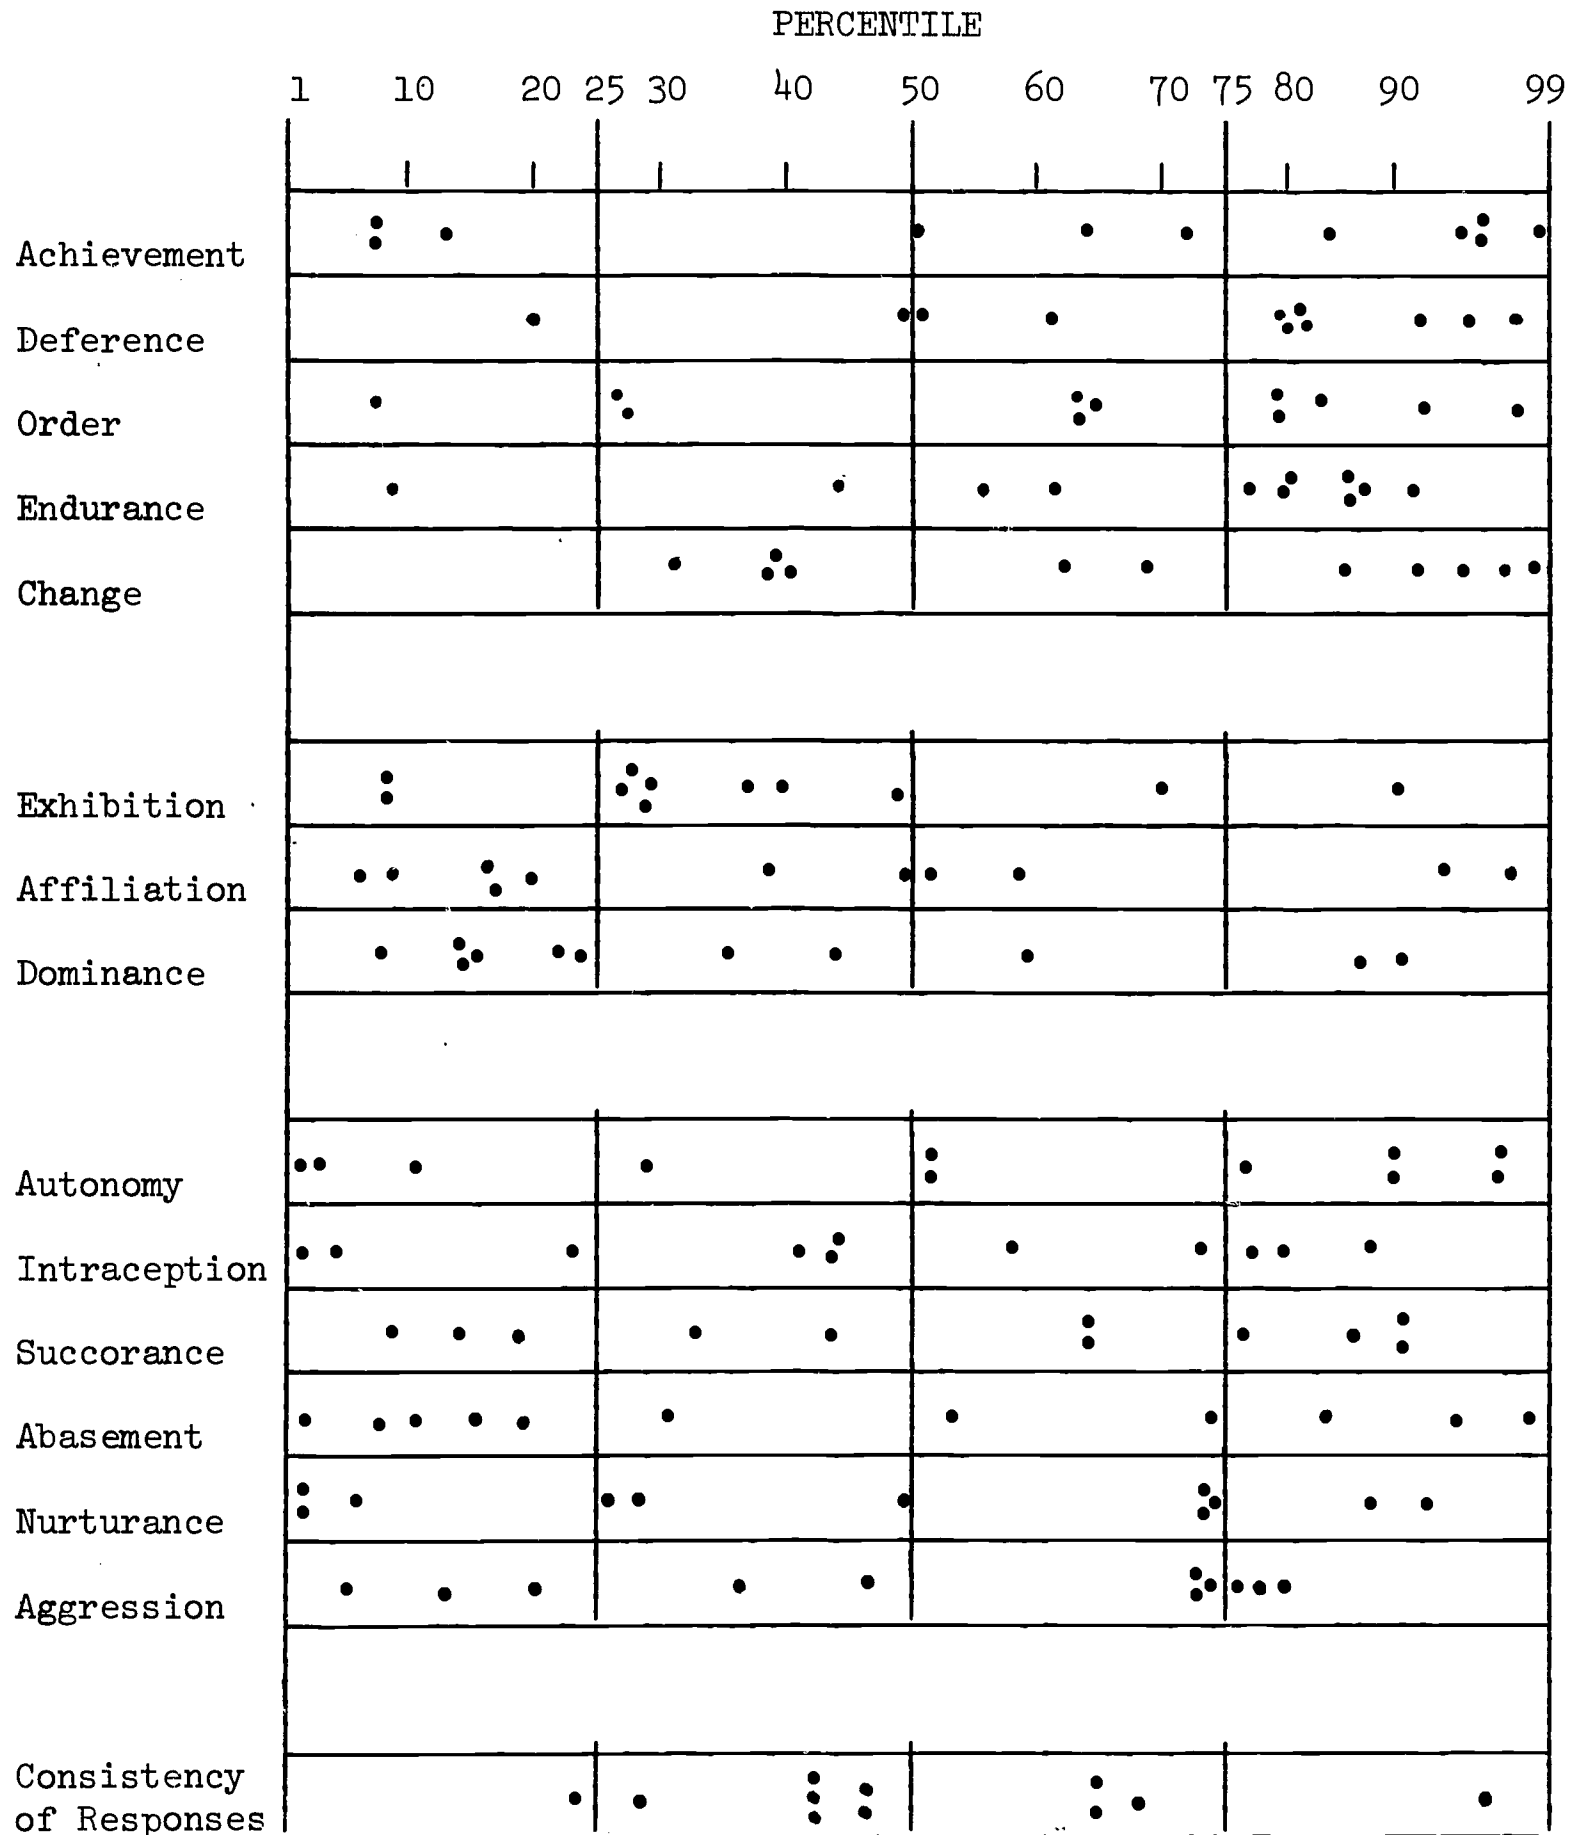 PERCENTILE
1 10 20 25 30 40 50 60 70 75 80 90 99
Achievement
Deference
Order
Endurance
Change
Exhibition
Affiliation
Dominance
Autonomy
Intraception
Succorance
Abasement
Nurturance
Aggression
Consistency
of Responses